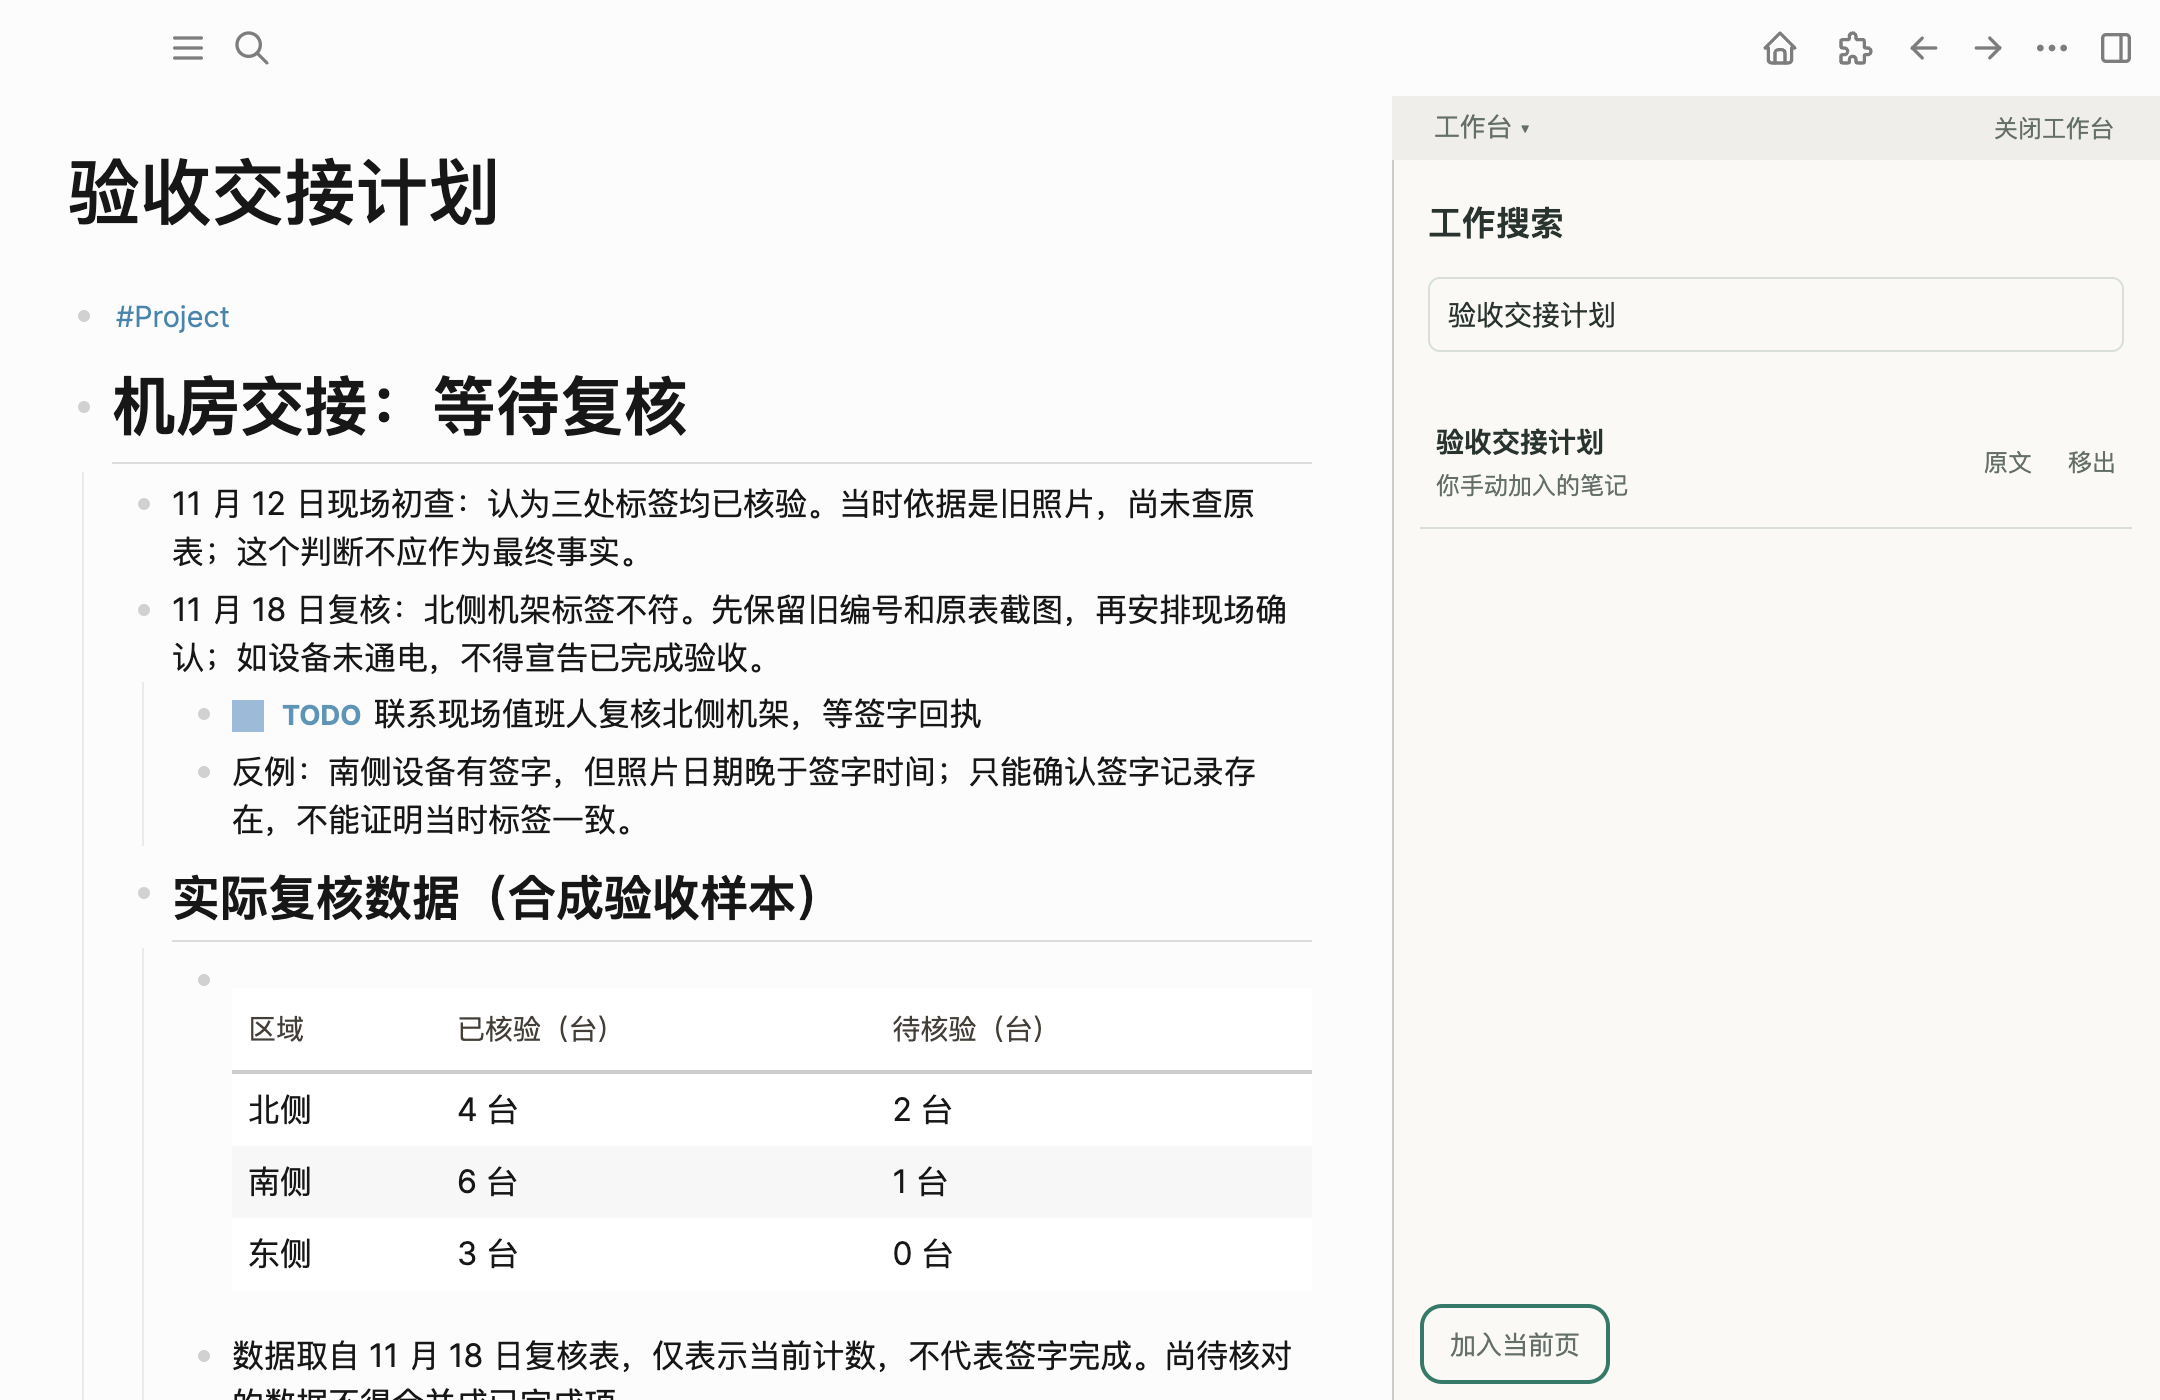 工作台 ▾
关闭工作台
验收交接计划
#Project
机房交接：等待复核
11 月 12 日现场初查：认为三处标签均已核验。当时依据是旧照片，尚未查原
表；这个判断不应作为最终事实。
11 月 18 日复核：北侧机架标签不符。先保留旧编号和原表截图，再安排现场确
认；如设备未通电，不得宣告已完成验收。
TODO 联系现场值班人复核北侧机架，等签字回执
反例：南侧设备有签字，但照片日期晚于签字时间；只能确认签字记录存
在，不能证明当时标签一致。
实际复核数据（合成验收样本）
区域 已核验（台） 待核验（台）
北侧 4 台 2 台
南侧 6 台 1 台
东侧 3 台 0 台
数据取自 11 月 18 日复核表，仅表示当前计数，不代表签字完成。尚待核对
的数据不得合并成已完成项
工作搜索
验收交接计划
验收交接计划
你手动加入的笔记
原文 移出
加入当前页